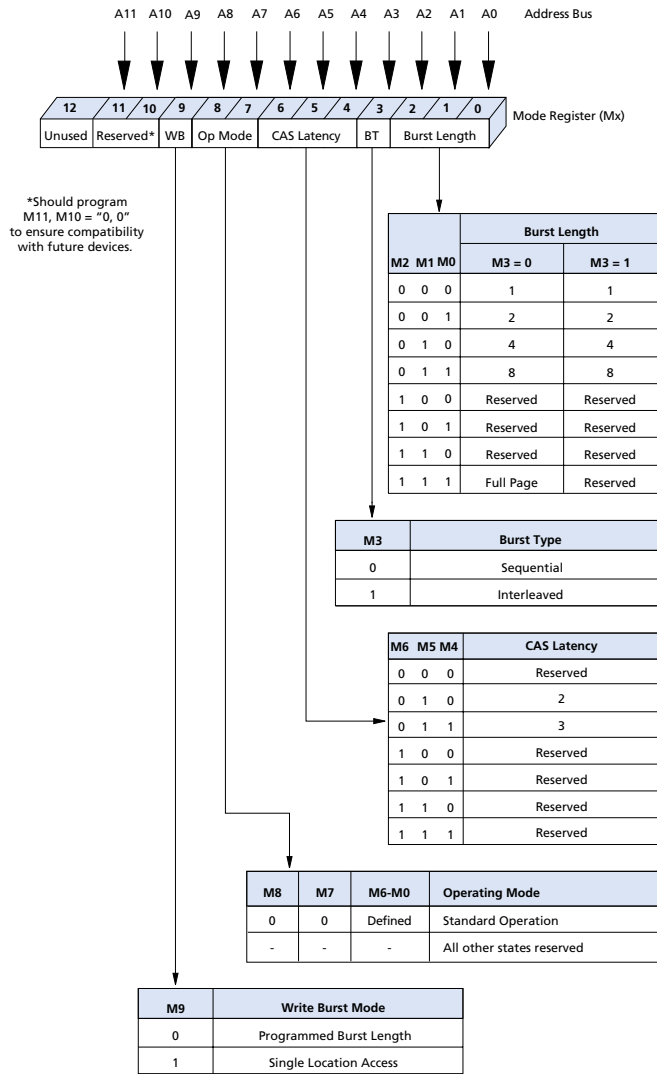 A11 A10 A9 A8 A7 A6 A5 A4 A3 A2 A1 A0 Address Bus
12 11 10 9 8 7 6 5 4 3 2 1 0
Mode Register (Mx)
Unused Reserved* WB Op Mode CAS Latency BT Burst Length
*Should program
M11, M10 = “0, 0”
to ensure compatibility
with future devices.
Burst Length
M2 M1 M0 M3 = 0 M3 = 1
0 0 0 1 1
0 0 1 2 2
0 1 0 4 4
0 1 1 8 8
1 0 0 Reserved Reserved
1 0 1 Reserved Reserved
1 1 0 Reserved Reserved
1 1 1 Full Page Reserved
M3 Burst Type
0 Sequential
1 Interleaved
M6 M5 M4 CAS Latency
0 0 0 Reserved
0 1 0 2
0 1 1 3
1 0 0 Reserved
1 0 1 Reserved
1 1 0 Reserved
1 1 1 Reserved
M8 M7 M6-M0 Operating Mode
0 0 Defined Standard Operation
- - - All other states reserved
M9 Write Burst Mode
0 Programmed Burst Length
1 Single Location Access